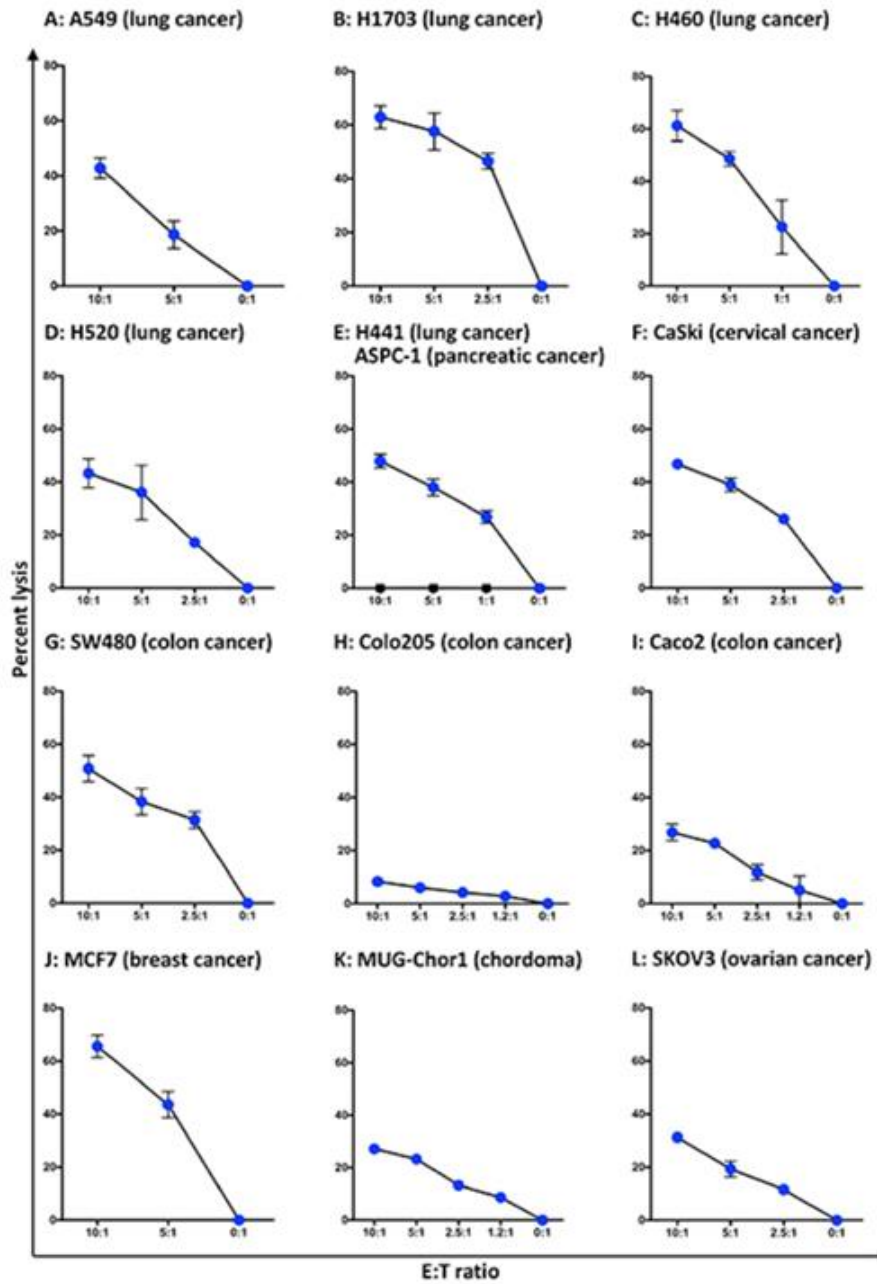 A: A549 (lung cancer)
80
60
40
20
0
10:1 5:1 0:1
B: H1703 (lung cancer)
80
60
40
20
0
10:1 5:1 2.5:1 0:1
C: H460 (lung cancer)
80
60
40
20
0
10:1 5:1 1:1 0:1
D: H520 (lung cancer)
80
60
40
20
0
10:1 5:1 2.5:1 0:1
E: H441 (lung cancer)
ASPC-1 (pancreatic cancer)
80
60
40
20
0
10:1 5:1 1:1 0:1
F: CaSki (cervical cancer)
80
60
40
20
0
10:1 5:1 2.5:1 0:1
Percent lysis
G: SW480 (colon cancer)
80
60
40
20
0
10:1 5:1 2.5:1 0:1
H: Colo205 (colon cancer)
80
60
40
20
0
10:1 5:1 2.5:1 1.2:1 0:1
I: Caco2 (colon cancer)
80
60
40
20
0
10:1 5:1 2.5:1 1.2:1 0:1
J: MCF7 (breast cancer)
80
60
40
20
0
10:1 5:1 0:1
K: MUG-Chor1 (chordoma)
80
60
40
20
0
10:1 5:1 2.5:1 1.2:1 0:1
L: SKOV3 (ovarian cancer)
80
60
40
20
0
10:1 5:1 2.5:1 0:1
E:T ratio